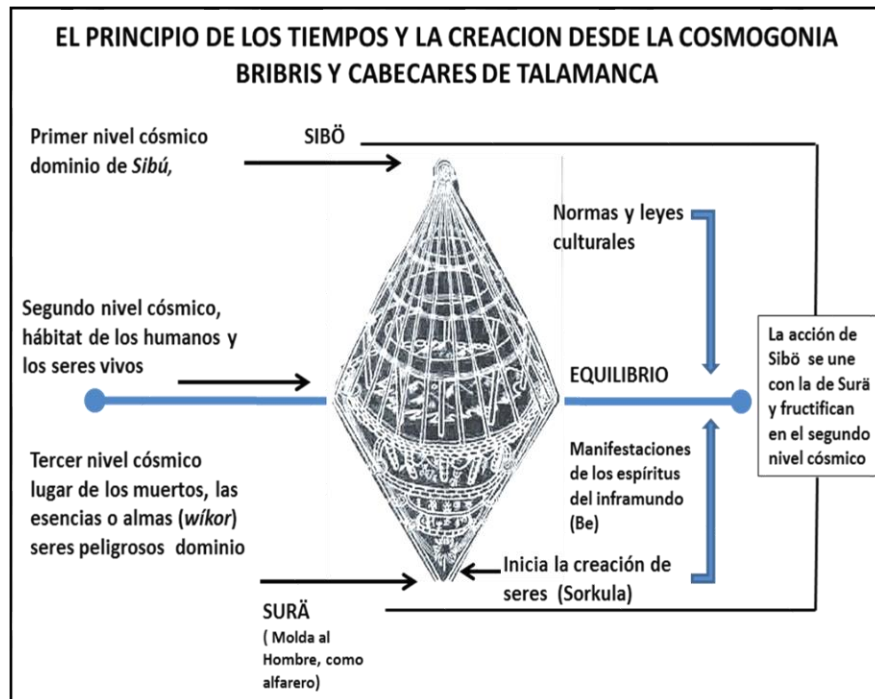 EL PRINCIPIO DE LOS TIEMPOS Y LA CREACION DESDE LA COSMOGONIA
BRIBRIS Y CABECARES DE TALAMANCA
Primer nivel cósmico
dominio de Sibú,
SIBÖ
Normas y leyes
culturales
Segundo nivel cósmico,
hábitat de los humanos y
los seres vivos
EQUILIBRIO
La acción de
Sibö se une
con la de Surä
y fructifican
en el segundo
nivel cósmico
Tercer nivel cósmico
lugar de los muertos, las
esencias o almas (wíkor)
seres peligrosos dominio
Manifestaciones
de los espíritus
del inframundo
(Be)
Inicia la creación de
seres (Sorkula)
SURÄ
( Molda al
Hombre, como
alfarero)